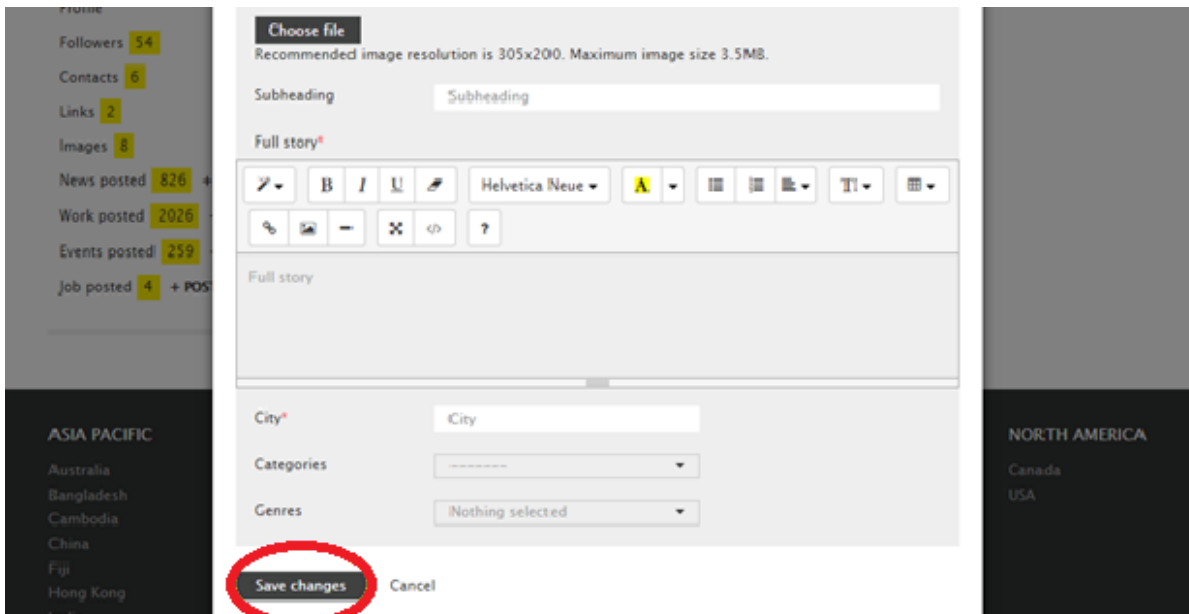 Profile
Followers 54
Contacts 6
Links 2
Images 8
News posted 826 +
Work posted 2026
Events posted 259
Job posted 4 + POS
Choose file
Recommended image resolution is 305x200. Maximum image size 3.5MB.
Subheading Subheading
Full story*
B I U Helvetica Neue A T
?
Full story
City* City
Categories -------
Genres Nothing selected
Save changes Cancel
ASIA PACIFIC
Australia
Bangladesh
Cambodia
China
Fiji
Hong Kong
NORTH AMERICA
Canada
USA